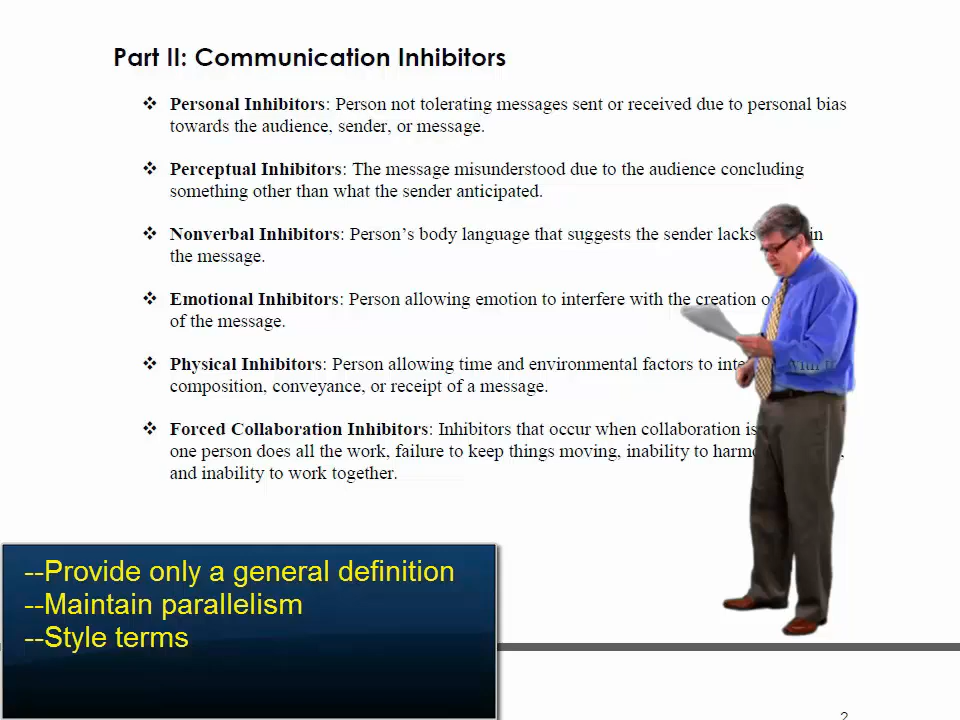 Part II: Communication Inhibitors
❖ Personal Inhibitors: Person not tolerating messages sent or received due to personal bias
towards the audience, sender, or message.
❖ Perceptual Inhibitors: The message misunderstood due to the audience concluding
something other than what the sender anticipated.
❖ Nonverbal Inhibitors: Person's body language that suggests the sender lacks in
the message.
❖ Emotional Inhibitors: Person allowing emotion to interfere with the creation
of the message.
❖ Physical Inhibitors: Person allowing time and environmental factors to with
composition, conveyance, or receipt of a message.
❖ Forced Collaboration Inhibitors: Inhibitors that occur when collaboration is
one person does all the work, failure to keep things moving, inability to
and inability to work together.
--Provide only a general definition
--Maintain parallelism
--Style terms
2